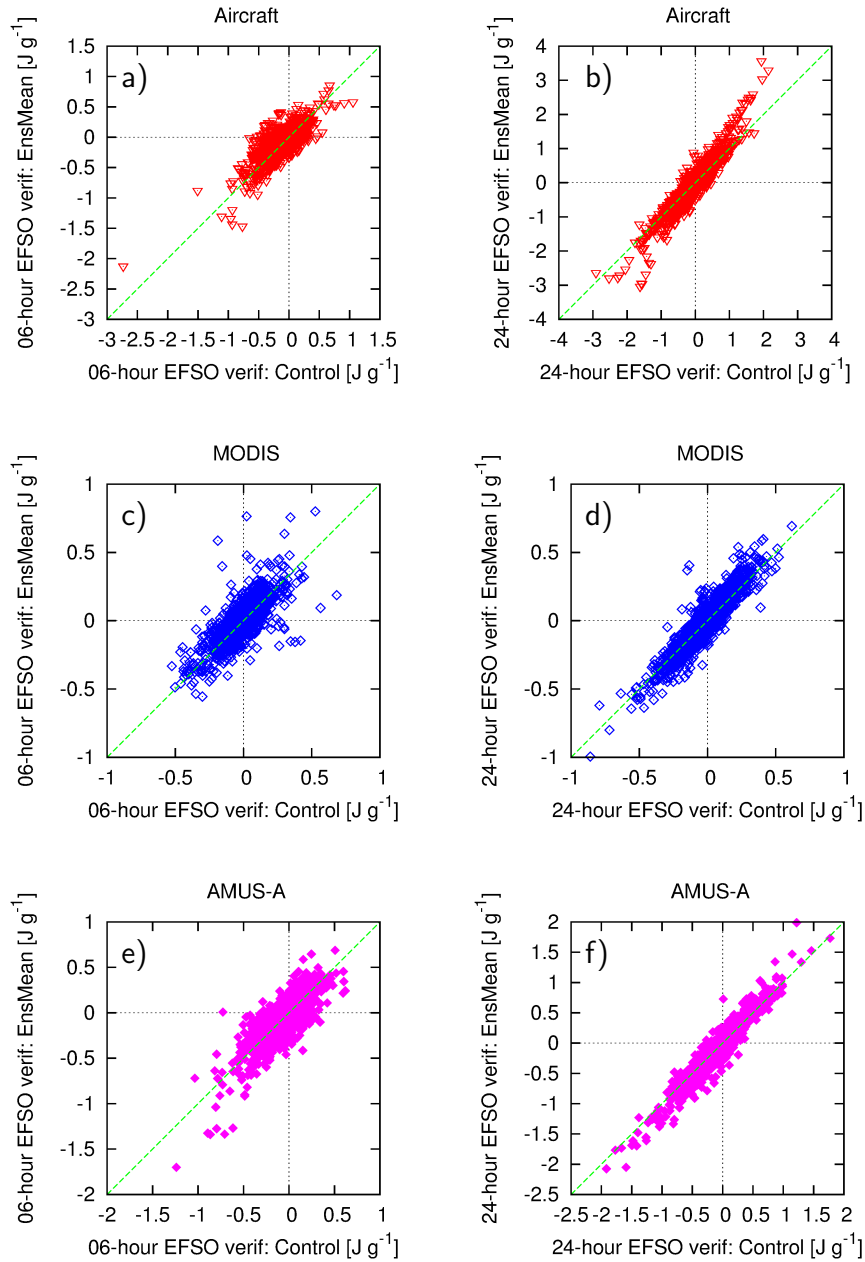 Aircraft
a)
06-hour EFSO verif: EnsMean [J g-1]
1.5
1
0.5
0
-0.5
-1
-1.5
-2
-2.5
-3
-3 -2.5 -2 -1.5 -1 -0.5 0 0.5 1 1.5
06-hour EFSO verif: Control [J g-1]
Aircraft
b)
24-hour EFSO verif: EnsMean [J g-1]
4
3
2
1
0
-1
-2
-3
-4
-4 -3 -2 -1 0 1 2 3 4
24-hour EFSO verif: Control [J g-1]
MODIS
c)
06-hour EFSO verif: EnsMean [J g-1]
1
0.5
0
-0.5
-1
-1 -0.5 0 0.5 1
06-hour EFSO verif: Control [J g-1]
MODIS
d)
24-hour EFSO verif: EnsMean [J g-1]
1
0.5
0
-0.5
-1
-1 -0.5 0 0.5 1
24-hour EFSO verif: Control [J g-1]
AMUS-A
e)
06-hour EFSO verif: EnsMean [J g-1]
1
0.5
0
-0.5
-1
-1.5
-2
-2 -1.5 -1 -0.5 0 0.5 1
06-hour EFSO verif: Control [J g-1]
AMUS-A
f)
24-hour EFSO verif: EnsMean [J g-1]
2
1.5
1
0.5
0
-0.5
-1
-1.5
-2
-2.5
-2.5 -2 -1.5 -1 -0.5 0 0.5 1 1.5 2
24-hour EFSO verif: Control [J g-1]